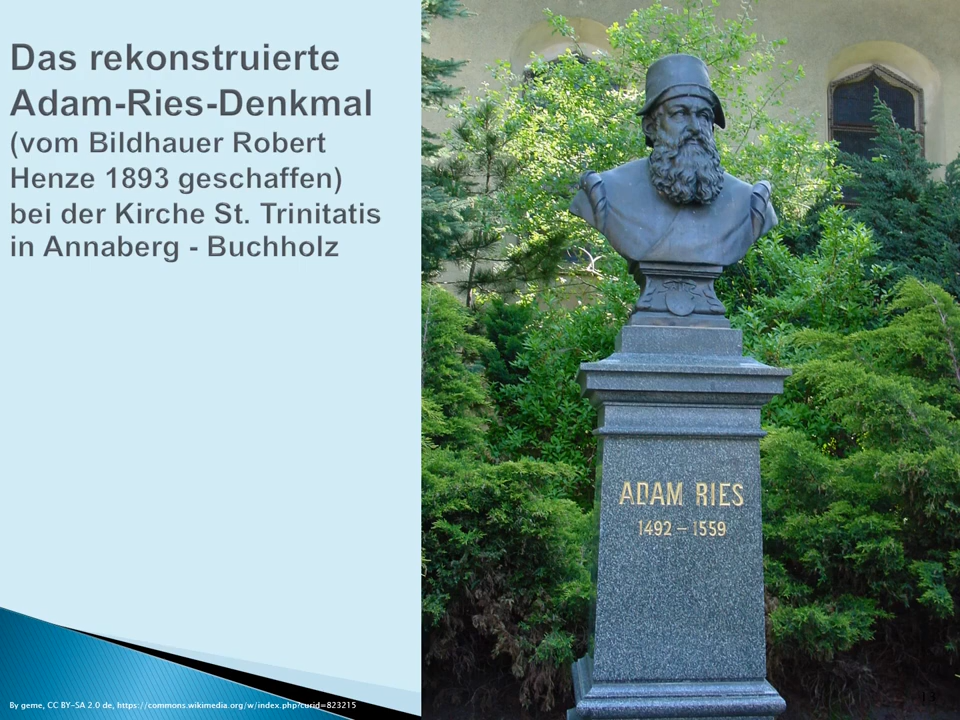 Das rekonstruierte
Adam-Ries-Denkmal
(vom Bildhauer Robert
Henze 1893 geschaffen)
bei der Kirche St. Trinitatis
in Annaberg - Buchholz
ADAM RIES
1492 – 1559
By geme, CC BY-SA 2.0 de, https://commons.wikimedia.org/w/index.php?curid=823215
13